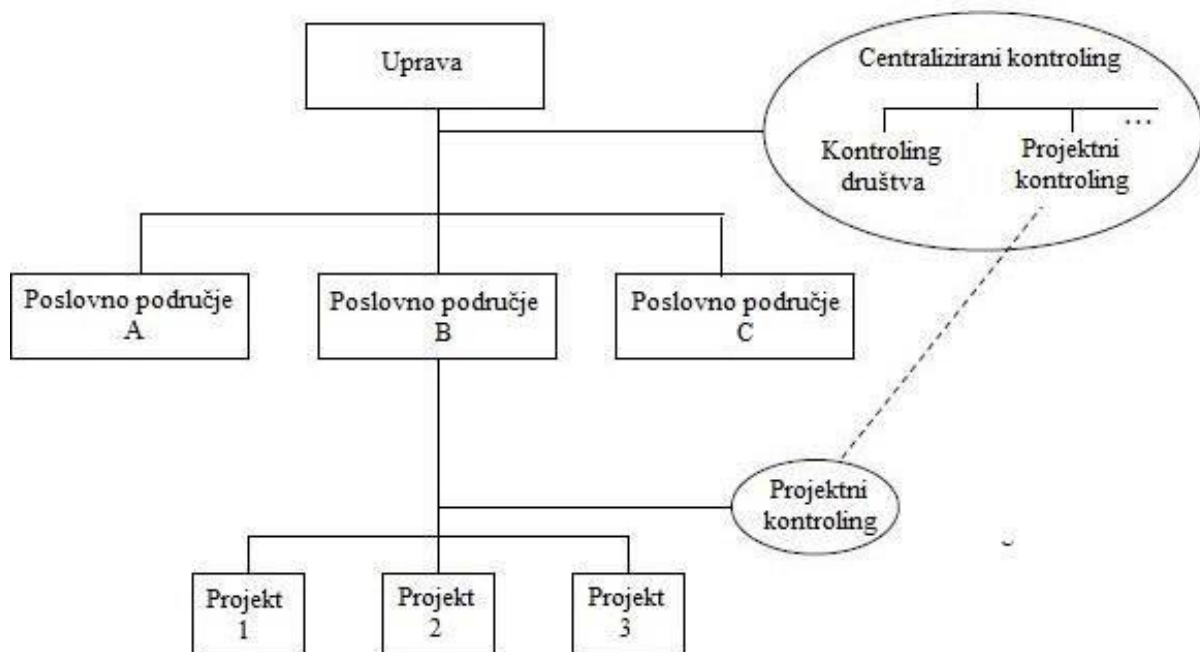 Uprava
Centralizirani kontroling
...
Kontroling
društva
Projektni
kontroling
Poslovno područje
A
Poslovno područje
B
Poslovno područje
C
Projektni
kontroling
Projekt
1
Projekt
2
Projekt
3